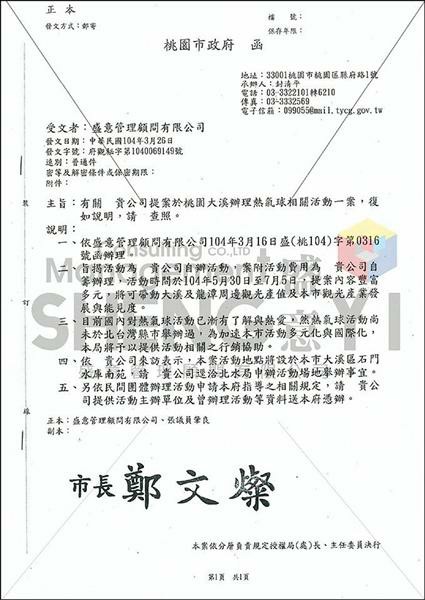 正本
檔　號：
保存年限：
發文方式：郵寄
桃園市政府　函
地址：33001桃園市桃園區縣府路1號
承辦人：封清平
電話：03-3322101轉6210
傳真：03-3332569
電子信箱：099055@mail.tycg.gov.tw
受文者：盛意管理顧問有限公司
發文日期：中華民國104年3月26日
發文字號：府觀秘字第1040069149號
速別：普通件
密等及解密條件或保密期限：
附件：
主旨：有關　貴公司提案於桃園大溪辦理熱氣球相關活動一案，復
如說明，請　查照。
說明：
一、依盛意管理顧問有限公司104年3月16日盛(桃104)字第0316
號函辦理。
二、旨揭活動為　貴公司自辦活動，案附活動費用為　貴公司自
籌辦理、活動時間於104年5月30日至7月5日，提案內容豐富
多元，將可帶動大溪及龍潭周邊觀光產值及本市觀光產業發
展與能見度。
三、目前國內對熱氣球活動已漸有了解與熱愛，然熱氣球活動尚
未於北台灣縣市舉辦過，為加速本市活動多元化與國際化，
本局將予以提供活動相關之行銷協助。
四、依　貴公司來訪表示，本案活動地點將設於本市大溪區石門
水庫南苑，請　貴公司逕洽北水局申辦活動場地舉辦事宜。
五、另依民間團體辦理活動申請本府指導之相關規定，請　貴公
司提供活動主辦單位及曾辦理活動等資料送本府憑辦。
正本：盛意管理顧問有限公司、張議員肇良
副本：
市長 鄭文燦
本案依分層負責規定授權局(處)長、主任委員決行
第1頁　共1頁
裝
訂
線
SHENG YI
盛意